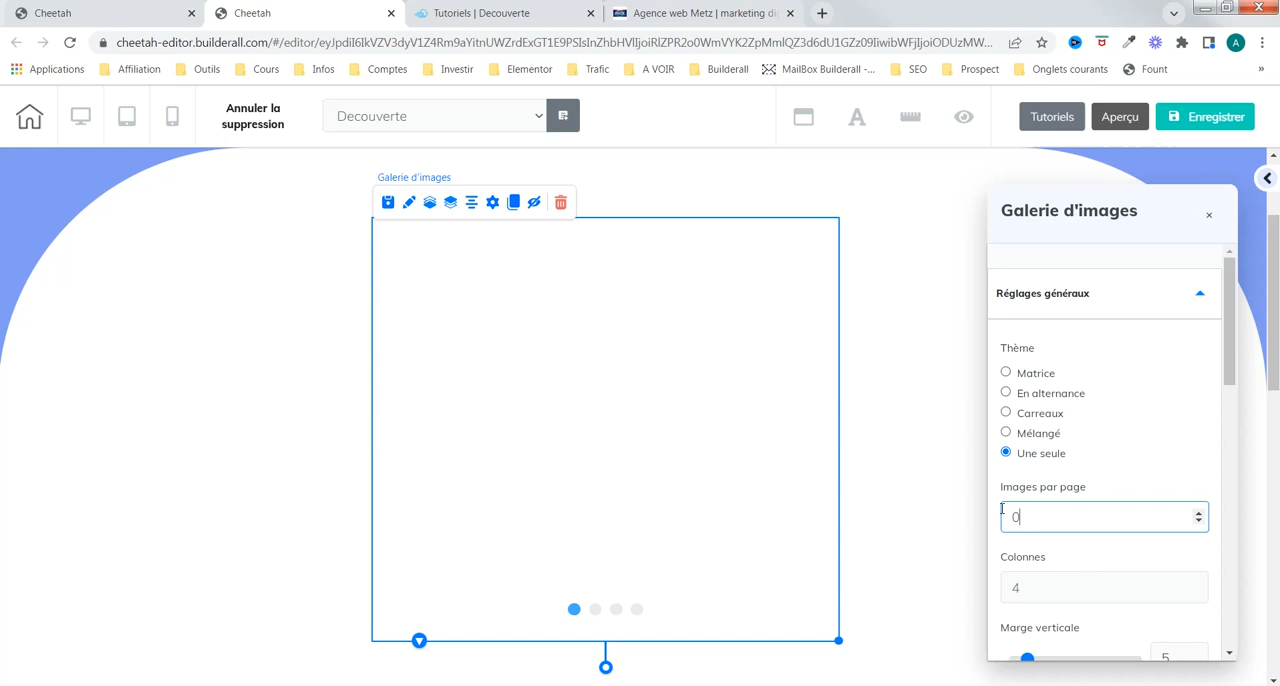 Cheetah
Cheetah
Tutoriels | Decouverte
Agence web Metz | marketing di
cheetah-editor.builderall.com/#/editor/eyJpdiI6IkVZV3dyV1Z4Rm9aYitnUWZrdExGT1E9PSIsInZhbHVlIjoiRlZPR2o0WmVYK2ZpMmlQZ3d6dU1GZz09IiwibWFjIjoiODUzMW...
A
Applications
Affiliation
Outils
Cours
Infos
Comptes
Investir
Elementor
Trafic
A VOIR
Builderall
MailBox Builderall -...
SEO
Prospect
Onglets courants
Fount
»
Annuler la
suppression
Decouverte
A
Tutoriels
Aperçu
Enregistrer
Galerie d'images
Galerie d'images
×
Réglages généraux
Thème
Matrice
En alternance
Carreaux
Mélangé
Une seule
Images par page
0
Colonnes
4
Marge verticale
5